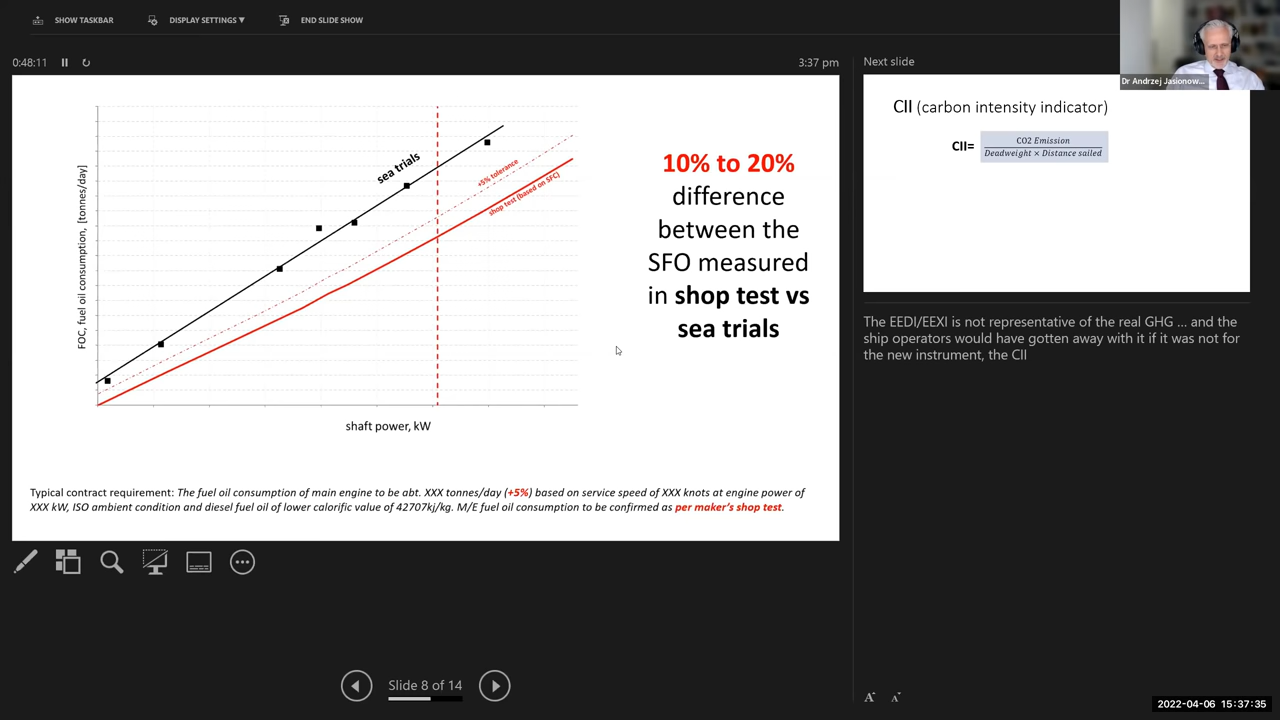 SHOW TASKBAR
DISPLAY SETTINGS ▼
END SLIDE SHOW
Dr Andrzej Jasionow...
0:48:11
3:37 pm
FOC, fuel oil consumption, [tonnes/day]
sea trials
+5% tolerance
shop test (based on SFC)
shaft power, kW
10% to 20%
difference
between the
SFO measured
in shop test vs
sea trials
Typical contract requirement: The fuel oil consumption of main engine to be abt. XXX tonnes/day (+5%) based on service speed of XXX knots at engine power of
XXX kW, ISO ambient condition and diesel fuel oil of lower calorific value of 42707kj/kg. M/E fuel oil consumption to be confirmed as per maker's shop test.
Slide 8 of 14
Next slide
CII (carbon intensity indicator)
CII= CO2 Emission
Deadweight × Distance sailed
The EEDI/EEXI is not representative of the real GHG ... and the
ship operators would have gotten away with it if it was not for
the new instrument, the CII
A A
2022-04-06 15:37:35